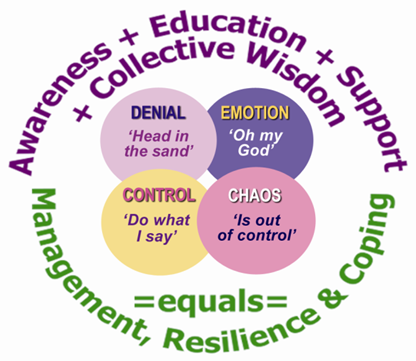 Awareness + Education + Support
+ Collective Wisdom
DENIAL
'Head in
the sand'
EMOTION
'Oh my
God'
CONTROL
'Do what
I say'
CHAOS
'Is out
of control'
=equals=
Management, Resilience & Coping